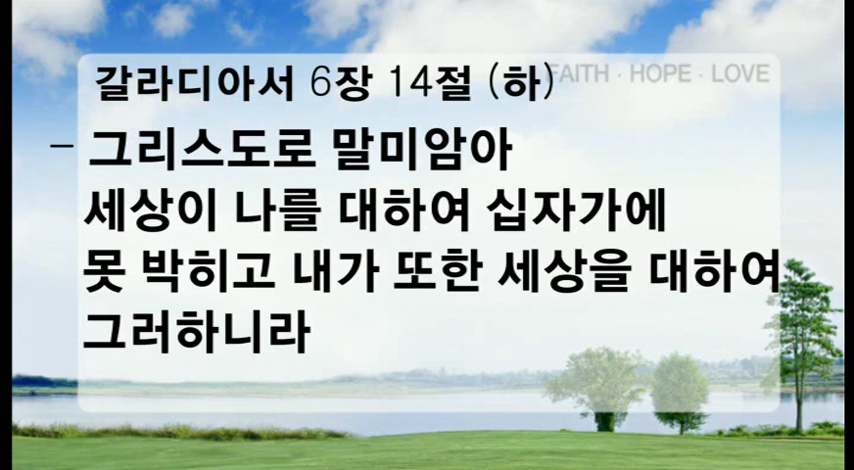 갈라디아서 6장 14절 (하)
FAITH · HOPE · LOVE
- 그리스도로 말미암아
세상이 나를 대하여 십자가에
못 박히고 내가 또한 세상을 대하여
그러하니라